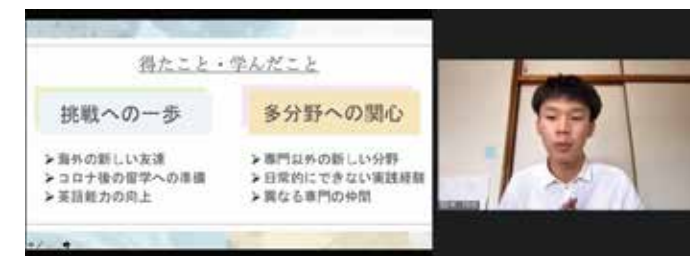 得たこと・学んだこと
挑戦への一歩
➤海外の新しい友達
➤コロナ後の留学への準備
➤英語能力の向上
多分野への関心
➤専門以外の新しい分野
➤日常的にできない実践経験
➤異なる専門の仲間